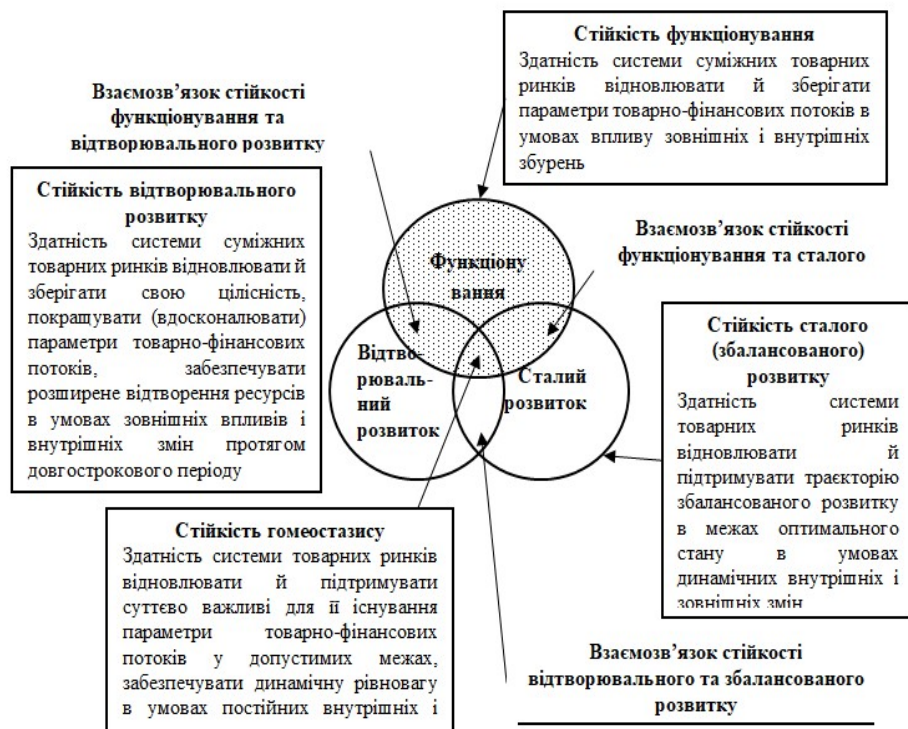 Стійкість функціонування
Здатність системи суміжних товарних
ринків відновлювати й зберігати
параметри товарно-фінансових потоків в
умовах впливу зовнішніх і внутрішніх
збурень
Взаємозв’язок стійкості
функціонування та
відтворювального розвитку
Стійкість відтворювального
розвитку
Здатність системи суміжних
товарних ринків відновлювати й
зберігати свою цілісність,
покращувати (вдосконалювати)
параметри товарно-фінансових
потоків, забезпечувати
розширене відтворення ресурсів
в умовах зовнішніх впливів і
внутрішніх змін протягом
довгострокового періоду
Функціону
вання
Відтво-
рюваль-
ний
розвиток
Сталий
розвиток
Взаємозв’язок стійкості
функціонування та сталого
Стійкість сталого
(збалансованого)
розвитку
Здатність системи
товарних ринків
відновлювати й
підтримувати траєкторію
збалансованого розвитку
в межах оптимального
стану в умовах
динамічних внутрішніх і
зовнішніх змін
Стійкість гомеостазису
Здатність системи товарних ринків
відновлювати й підтримувати
суттєво важливі для її існування
параметри товарно-фінансових
потоків у допустимих межах,
забезпечувати динамічну рівновагу
в умовах постійних внутрішніх і
Взаємозв’язок стійкості
відтворювального та збалансованого
розвитку